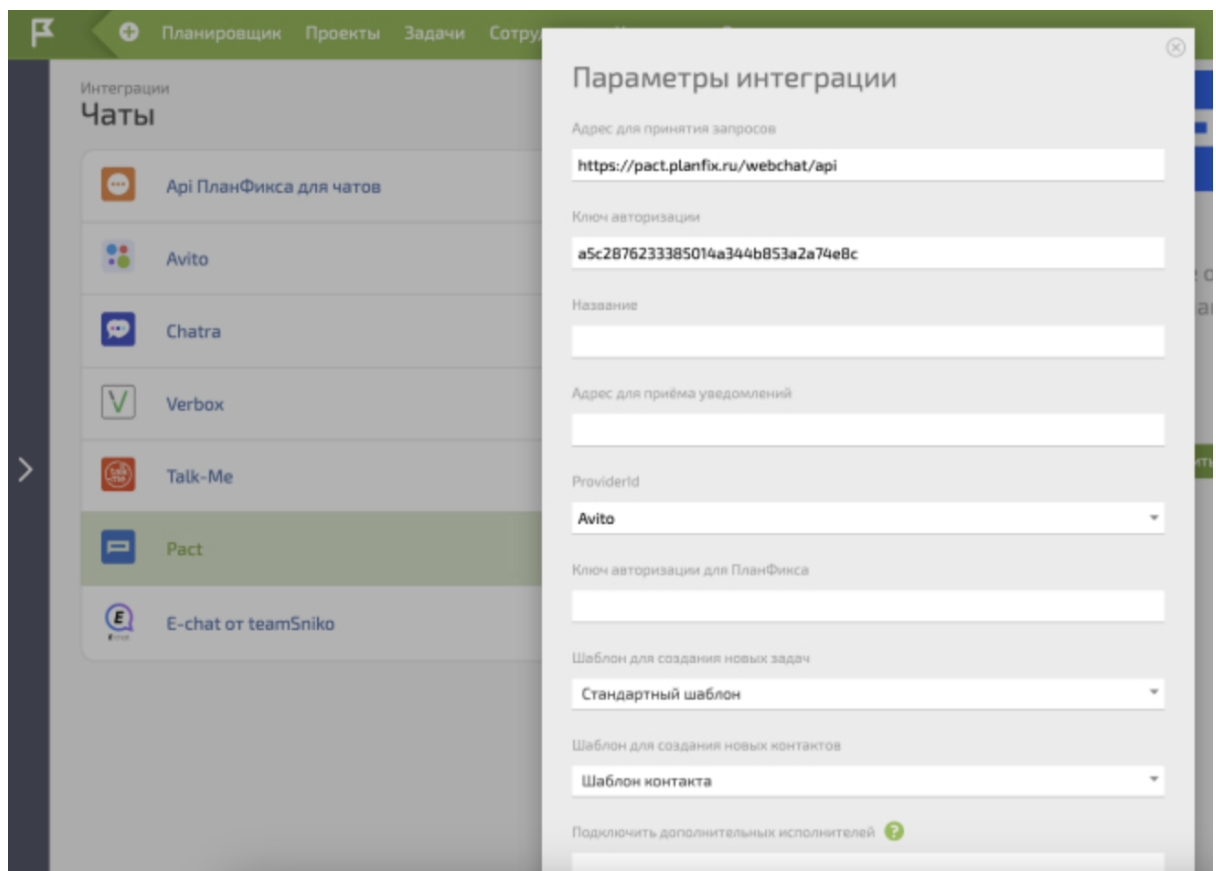 Планировщик Проекты Задачи Сотру
Интеграции
Чаты
Api ПланФикса для чатов
Avito
Chatra
Verbox
Talk-Me
Pact
E-chat от teamSniko
Параметры интеграции
Адрес для принятия запросов
https://pact.planfix.ru/webchat/api
Ключ авторизации
a5c2876233385014a344b853a2a74e8c
Название
Адрес для приёма уведомлений
ProviderId
Avito
Ключ авторизации для ПланФикса
Шаблон для создания новых задач
Стандартный шаблон
Шаблон для создания новых контактов
Шаблон контакта
Подключить дополнительных исполнителей ?